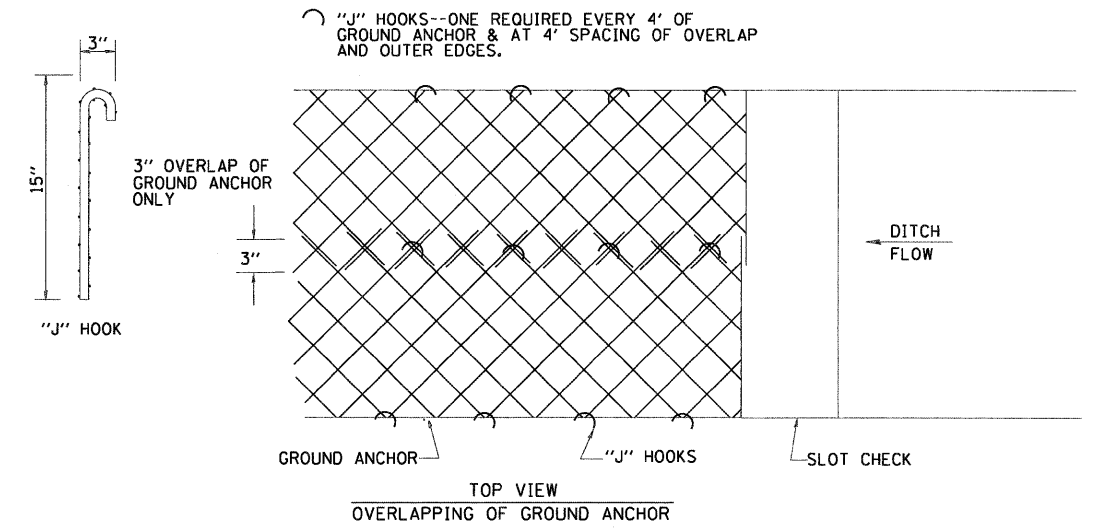 "J" HOOKS--ONE REQUIRED EVERY 4' OF
GROUND ANCHOR & AT 4' SPACING OF OVERLAP
AND OUTER EDGES.
3"
15"
"J" HOOK
3" OVERLAP OF
GROUND ANCHOR
ONLY
3"
DITCH
FLOW
GROUND ANCHOR
"J" HOOKS
SLOT CHECK
TOP VIEW
OVERLAPPING OF GROUND ANCHOR